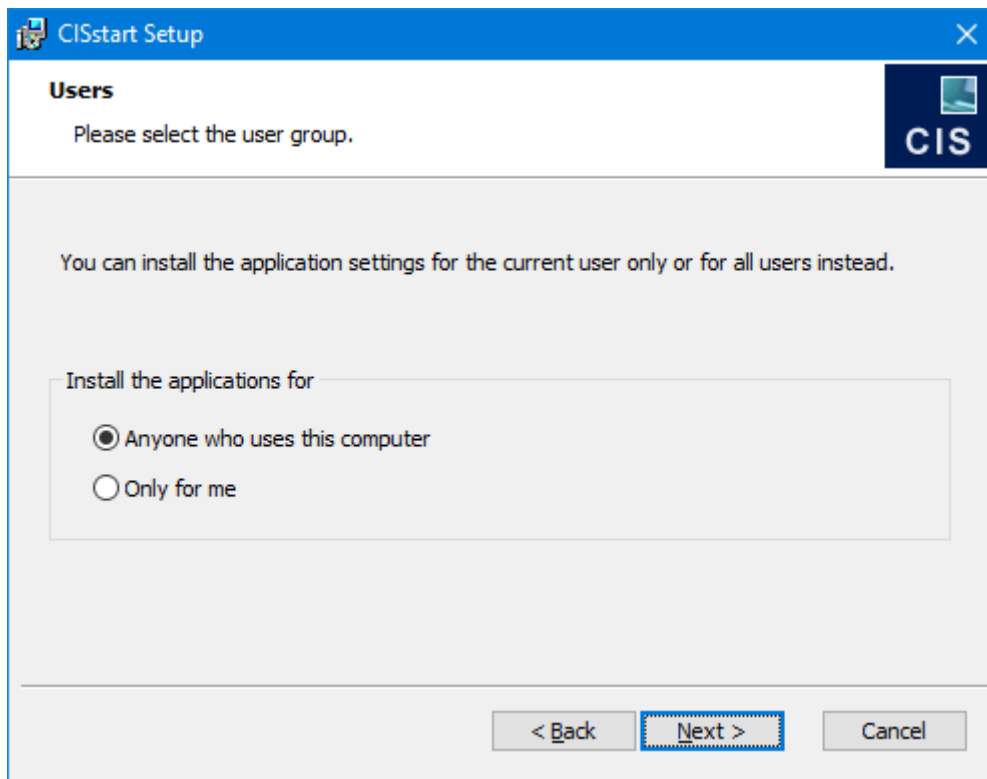 CISstart Setup
Users
Please select the user group.
CIS
You can install the application settings for the current user only or for all users instead.
Install the applications for
Anyone who uses this computer
Only for me
< Back
Next >
Cancel